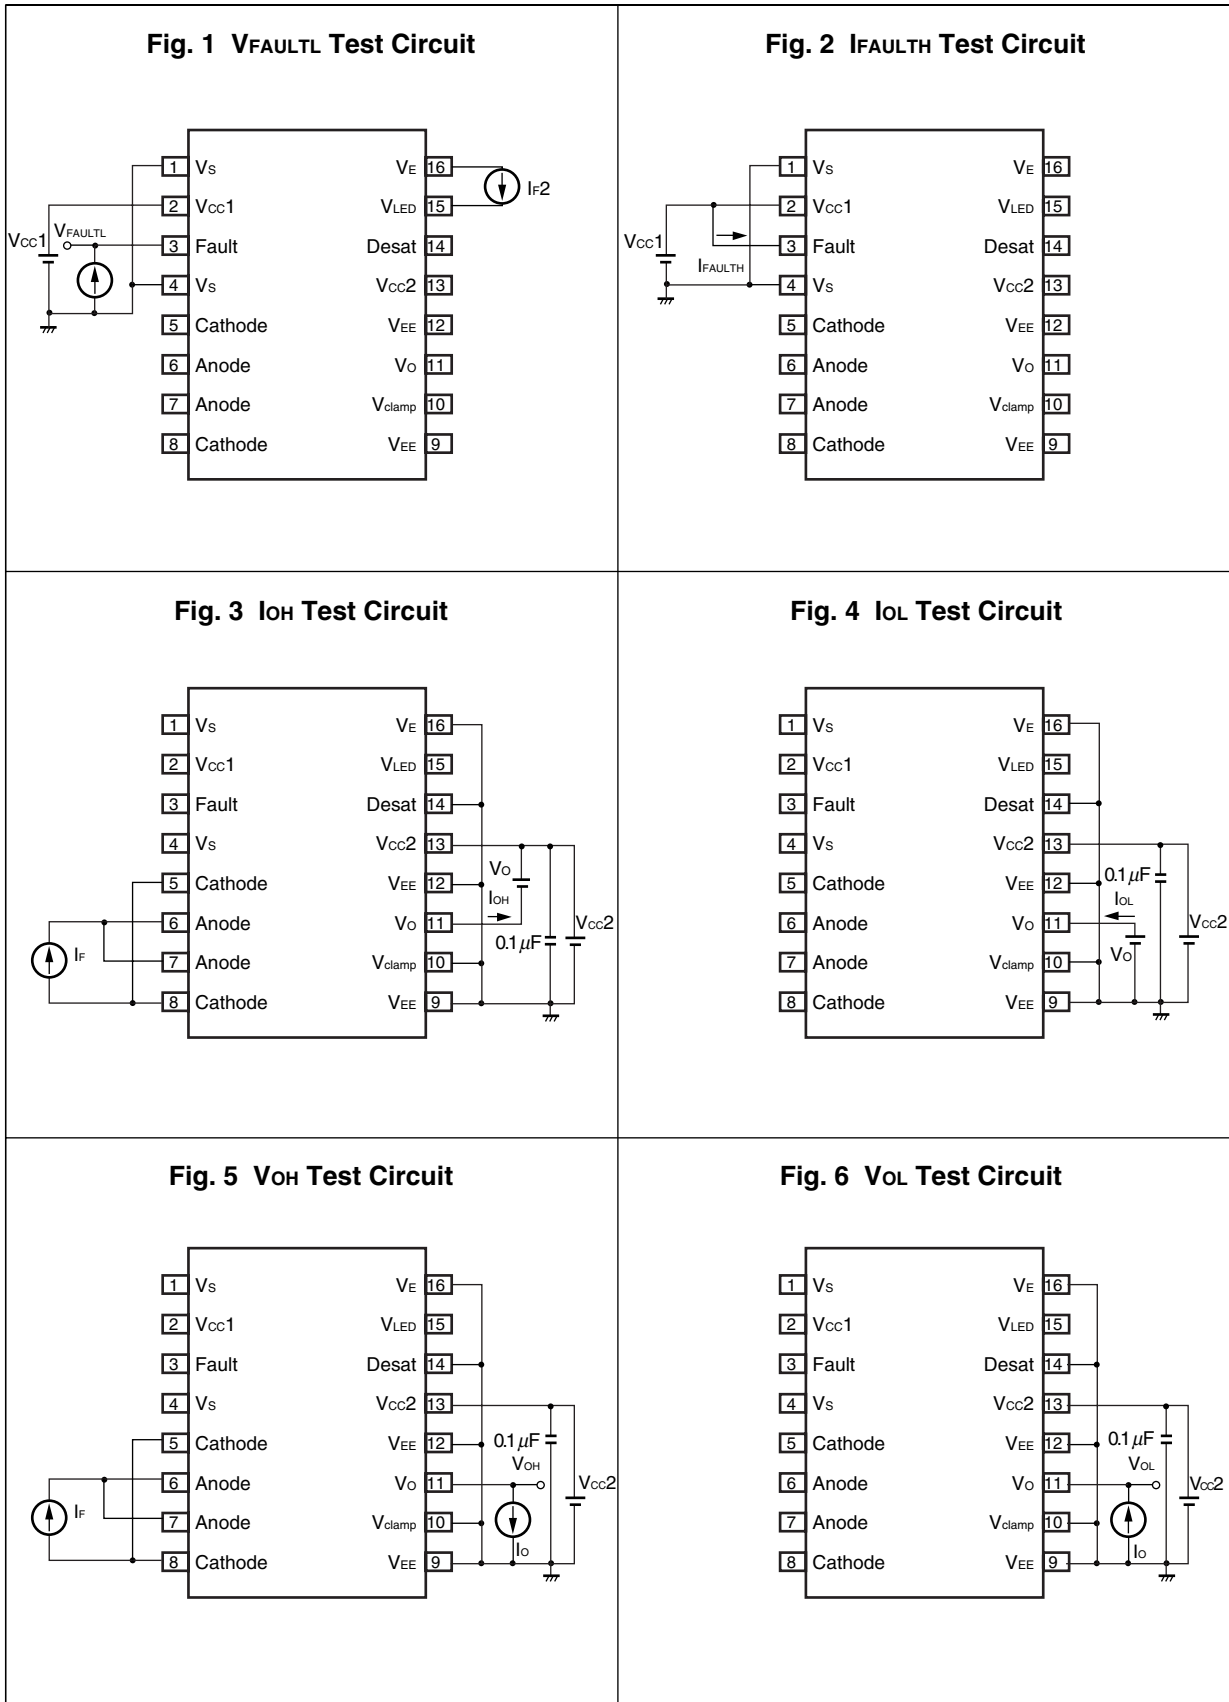 Fig. 1 VFAULTL Test Circuit
1 VS VE 16
2 VCC1 VLED 15
3 Fault Desat 14
4 VS VCC2 13
5 Cathode VEE 12
6 Anode VO 11
7 Anode Vclamp 10
8 Cathode VEE 9
VCC1
VFAULTL
IF2
Fig. 2 IFAULTH Test Circuit
1 VS VE 16
2 VCC1 VLED 15
3 Fault Desat 14
4 VS VCC2 13
5 Cathode VEE 12
6 Anode VO 11
7 Anode Vclamp 10
8 Cathode VEE 9
VCC1
IFAULTH
Fig. 3 IOH Test Circuit
1 VS VE 16
2 VCC1 VLED 15
3 Fault Desat 14
4 VS VCC2 13
5 Cathode VEE 12
6 Anode VO 11
7 Anode Vclamp 10
8 Cathode VEE 9
IF
VO
IOH
0.1 μF
VCC2
Fig. 4 IOL Test Circuit
1 VS VE 16
2 VCC1 VLED 15
3 Fault Desat 14
4 VS VCC2 13
5 Cathode VEE 12
6 Anode VO 11
7 Anode Vclamp 10
8 Cathode VEE 9
0.1 μF
IOL
VO
VCC2
Fig. 5 VOH Test Circuit
1 VS VE 16
2 VCC1 VLED 15
3 Fault Desat 14
4 VS VCC2 13
5 Cathode VEE 12
6 Anode VO 11
7 Anode Vclamp 10
8 Cathode VEE 9
IF
0.1 μF
VOH
IO
VCC2
Fig. 6 VOL Test Circuit
1 VS VE 16
2 VCC1 VLED 15
3 Fault Desat 14
4 VS VCC2 13
5 Cathode VEE 12
6 Anode VO 11
7 Anode Vclamp 10
8 Cathode VEE 9
0.1 μF
VOL
IO
VCC2